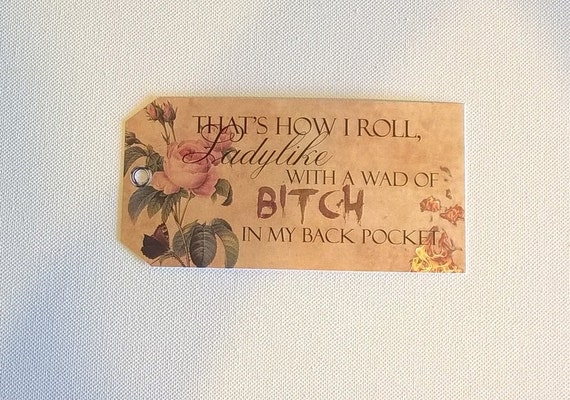 THAT'S HOW I ROLL,
Ladylike
WITH A WAD OF
BITCH
IN MY BACK POCKET